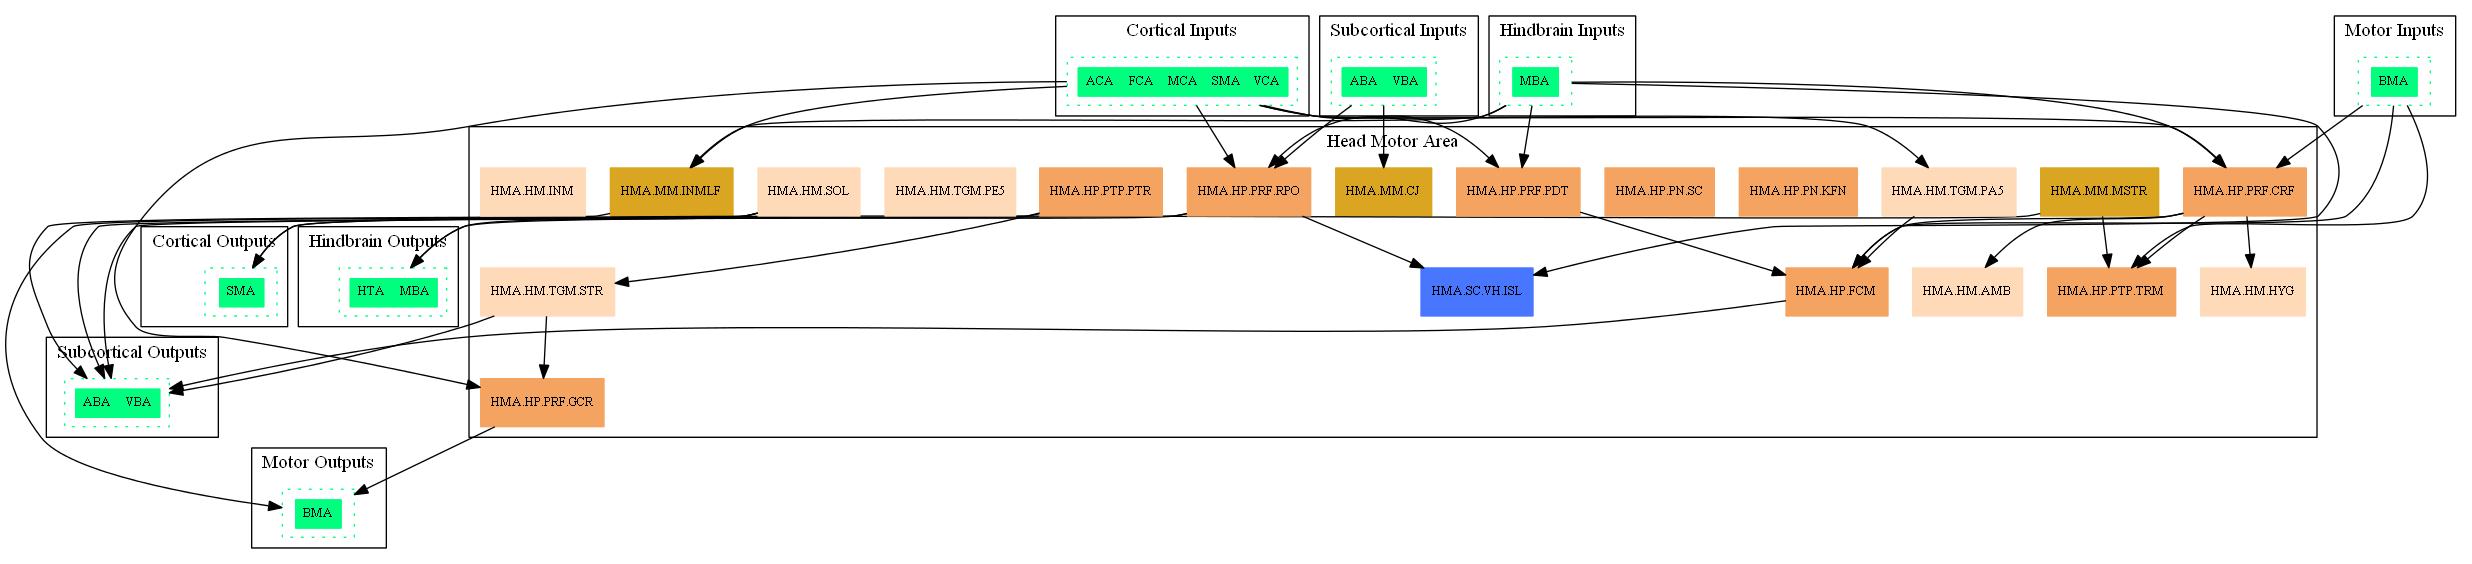 Cortical Inputs
ACA FCA MCA SMA VCA
Subcortical Inputs
ABA VBA
Hindbrain Inputs
MBA
Motor Inputs
BMA
Head Motor Area
HMA.HM.INM
HMA.MM.INMLF
HMA.HM.SOL
HMA.HM.TGM.PE5
HMA.HP.PTP.PTR
HMA.HP.PRF.RPO
HMA.MM.CJ
HMA.HP.PRF.PDT
HMA.HP.PN.SC
HMA.HP.PN.KFN
HMA.HM.TGM.PA5
HMA.MM.MSTR
HMA.HP.PRF.CRF
Cortical Outputs
SMA
Hindbrain Outputs
HTA MBA
HMA.HM.TGM.STR
HMA.SC.VH.ISL
HMA.HP.FCM
HMA.HM.AMB
HMA.HP.PTP.TRM
HMA.HM.HYG
Subcortical Outputs
ABA VBA
HMA.HP.PRF.GCR
Motor Outputs
BMA